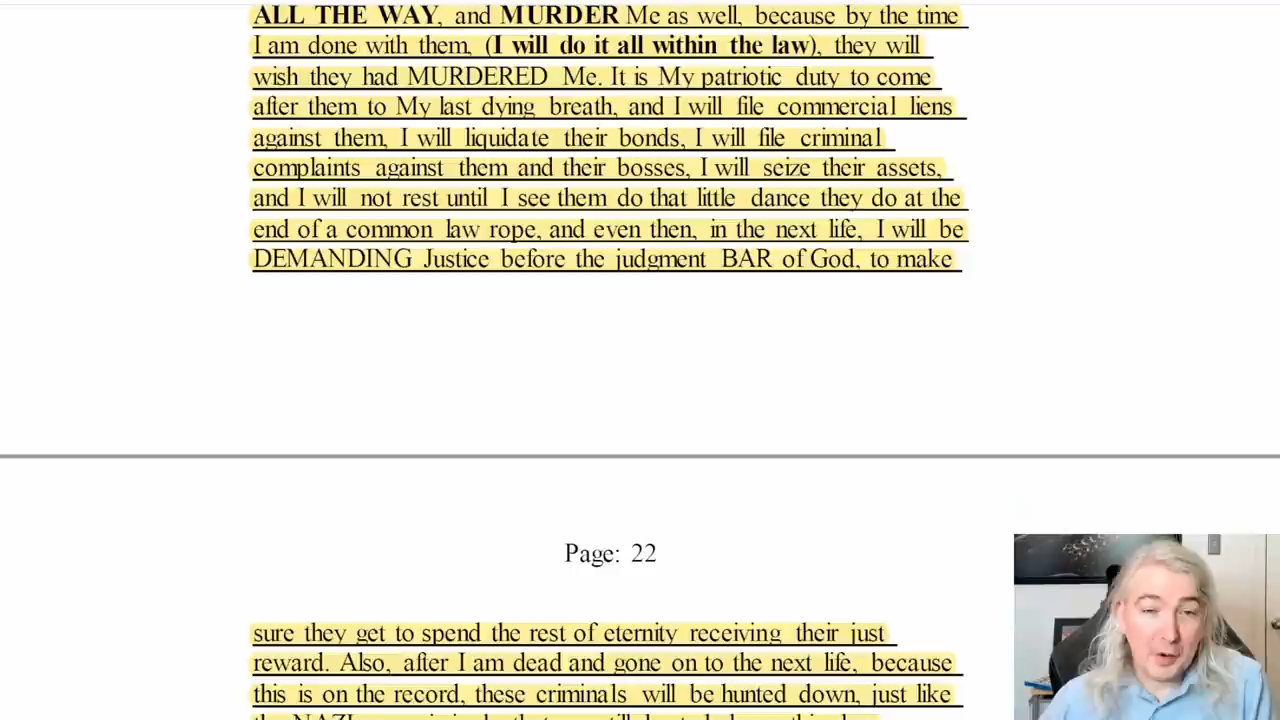 ALL THE WAY, and MURDER Me as well, because by the time
I am done with them, (I will do it all within the law), they will
wish they had MURDERED Me. It is My patriotic duty to come
after them to My last dying breath, and I will file commercial liens
against them, I will liquidate their bonds, I will file criminal
complaints against them and their bosses, I will seize their assets,
and I will not rest until I see them do that little dance they do at the
end of a common law rope, and even then, in the next life, I will be
DEMANDING Justice before the judgment BAR of God, to make
Page: 22
sure they get to spend the rest of eternity receiving their just
reward. Also, after I am dead and gone on to the next life, because
this is on the record, these criminals will be hunted down, just like
the NAZI